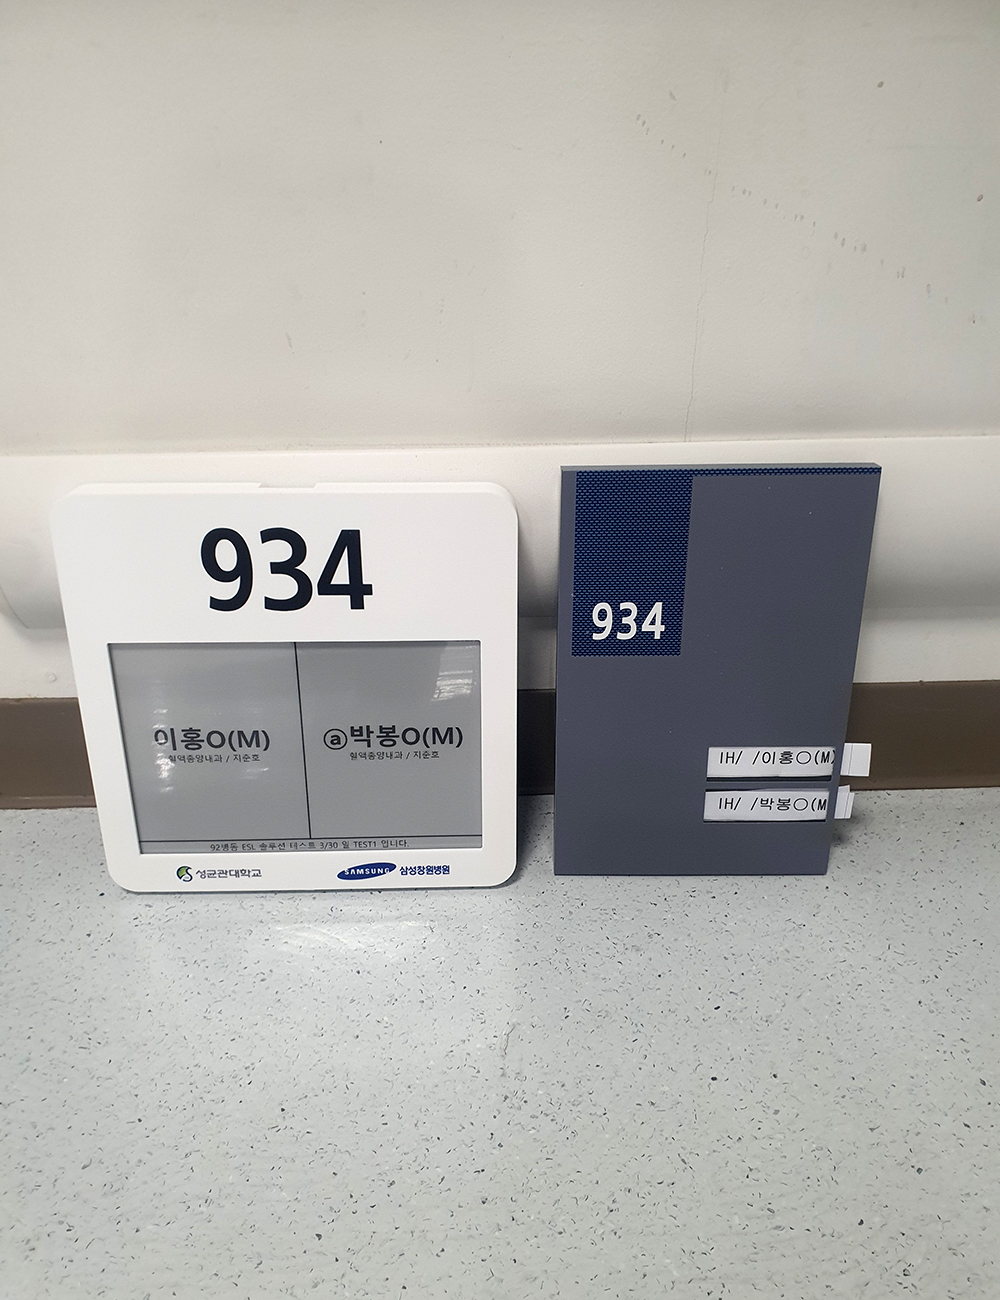 934
이홍O(M)
혈액종양내과 / 지준호
ⓐ박봉O(M)
혈액종양내과 / 지준호
92병동 ESL 솔루션 테스트 3/30 일 TEST1 입니다
성균관대학교
SAMSUNG 삼성창원병원
934
IH/ /이홍○(M)
IH/ /박봉○(M